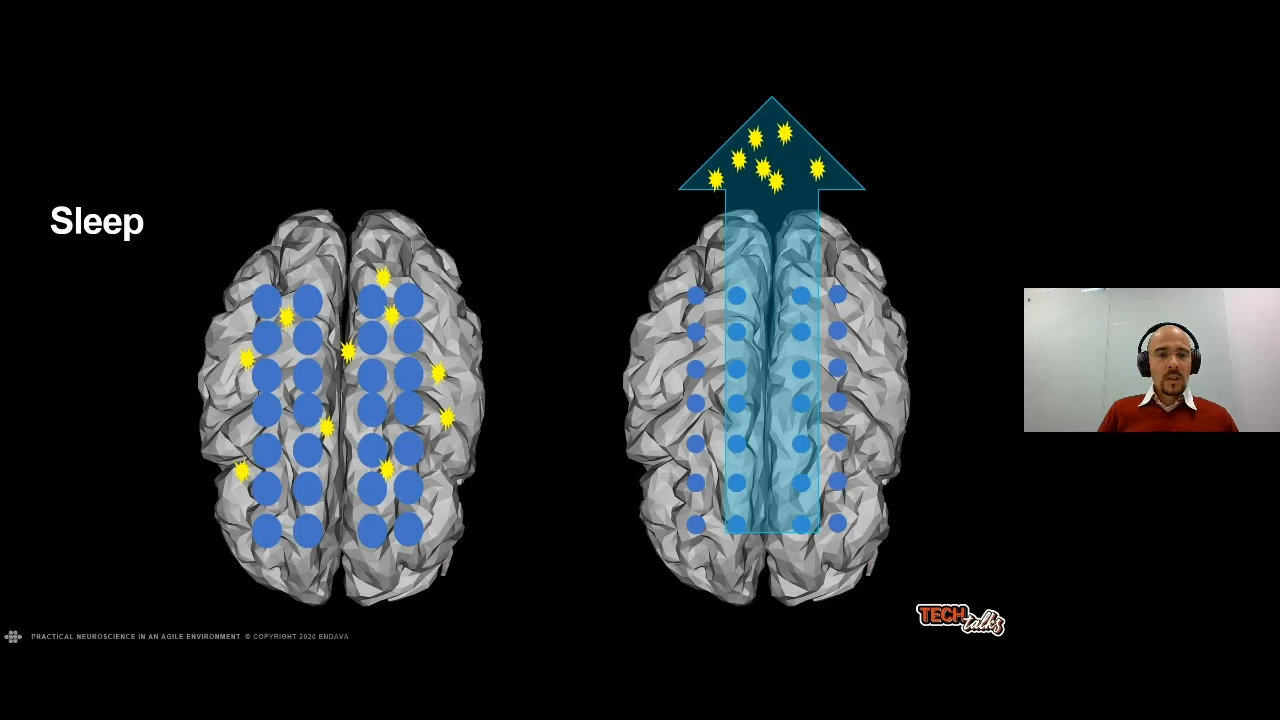 Sleep
PRACTICAL NEUROSCIENCE IN AN AGILE ENVIRONMENT © COPYRIGHT 2020 ENDAVA
TECH
talks